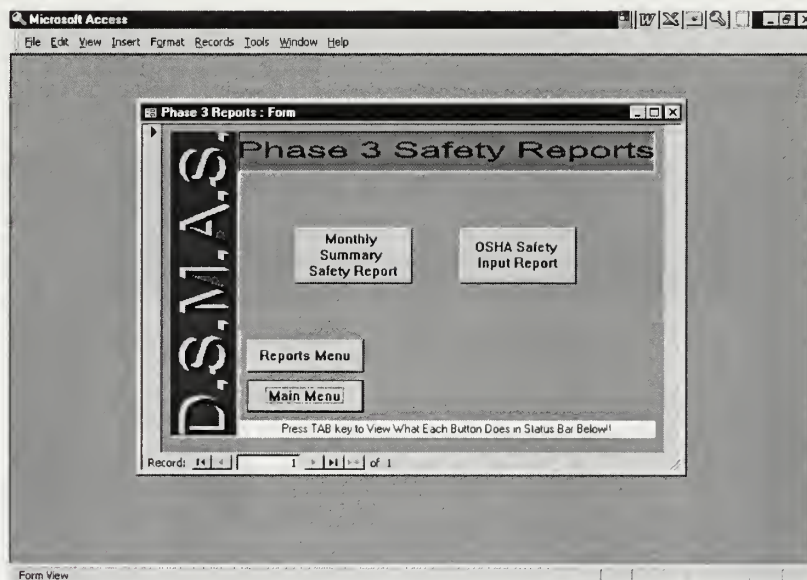 Microsoft Access
File Edit View Insert Format Records Tools Window Help
Phase 3 Reports : Form
D.S.M.A.S.
Phase 3 Safety Reports
Monthly
Summary
Safety Report
OSHA Safety
Input Report
Reports Menu
Main Menu
Press TAB key to View What Each Button Does in Status Bar Below!!
Record: 1 of 1
Form View